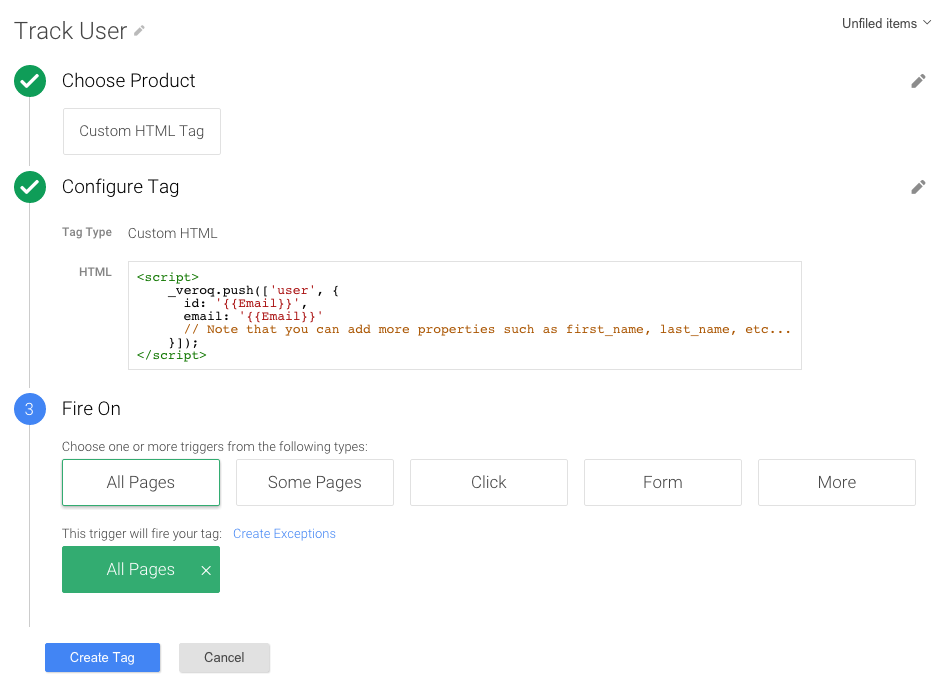 Track User
Unfiled items
Choose Product
Custom HTML Tag
Configure Tag
Tag Type Custom HTML
HTML
<script>
_veroq.push(['user', {
id: '{{Email}}',
email: '{{Email}}'
// Note that you can add more properties such as first_name, last_name, etc...
}]);
</script>
3 Fire On
Choose one or more triggers from the following types:
All Pages Some Pages Click Form More
This trigger will fire your tag: Create Exceptions
All Pages ×
Create Tag Cancel